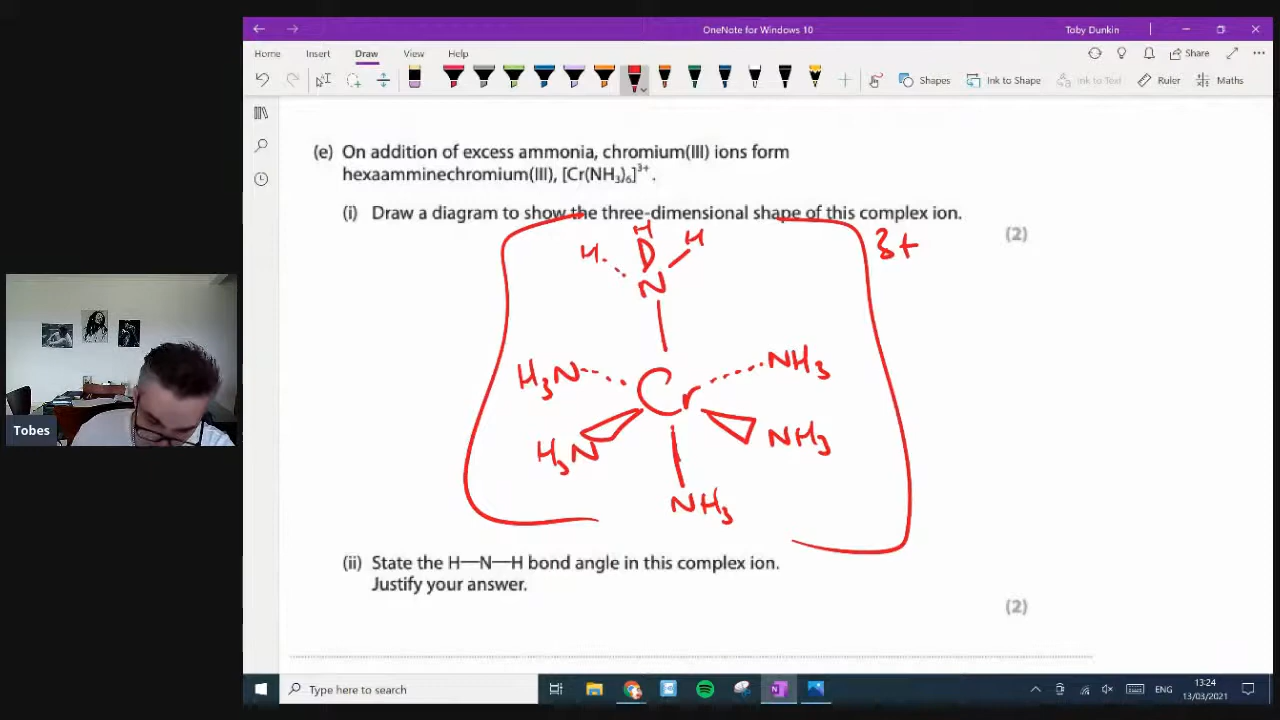 OneNote for Windows 10
Toby Dunkin
Home Insert Draw View Help
Share
Shapes Ink to Shape Ink to Text Ruler Maths
(e) On addition of excess ammonia, chromium(III) ions form
hexaamminechromium(III), [Cr(NH₃)₆]³⁺.
(i) Draw a diagram to show the three-dimensional shape of this complex ion.
(2)
H H H 3+
N
H₃N NH₃
Cr
H₃N NH₃
NH₃
Tobes
(ii) State the H—N—H bond angle in this complex ion.
Justify your answer.
(2)
Type here to search
ENG
13:24
13/03/2021